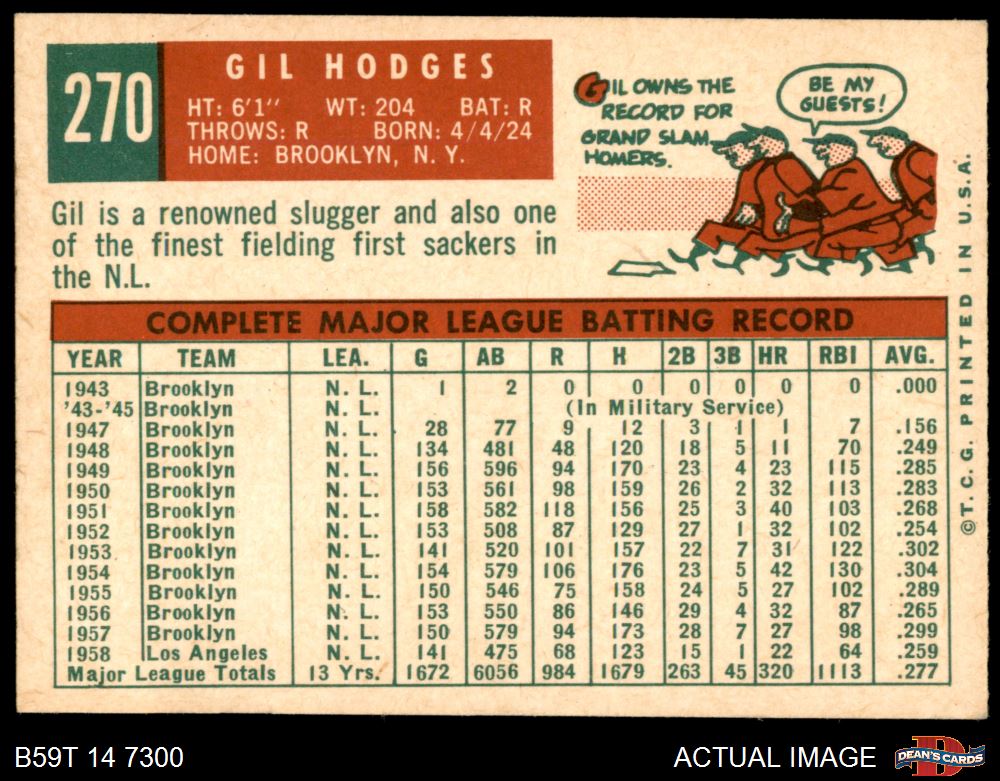 270
GIL HODGES
HT: 6'1" WT: 204 BAT: R
THROWS: R BORN: 4/4/24
HOME: BROOKLYN, N. Y.
GIL OWNS THE
RECORD FOR
GRAND SLAM
HOMERS.
BE MY
GUESTS!
Gil is a renowned slugger and also one
of the finest fielding first sackers in
the N.L.
COMPLETE MAJOR LEAGUE BATTING RECORD
YEAR TEAM LEA. G AB R H 2B 3B HR RBI AVG.
1943 Brooklyn N. L. 1 2 0 0 0 0 0 0 .000
'43-'45 Brooklyn N. L. (In Military Service)
1947 Brooklyn N. L. 28 77 9 12 3 1 1 7 .156
1948 Brooklyn N. L. 134 481 48 120 18 5 11 70 .249
1949 Brooklyn N. L. 156 596 94 170 23 4 23 115 .285
1950 Brooklyn N. L. 153 561 98 159 26 2 32 113 .283
1951 Brooklyn N. L. 158 582 118 156 25 3 40 103 .268
1952 Brooklyn N. L. 153 508 87 129 27 1 32 102 .254
1953 Brooklyn N. L. 141 520 101 157 22 7 31 122 .302
1954 Brooklyn N. L. 154 579 106 176 23 5 42 130 .304
1955 Brooklyn N. L. 150 546 75 158 24 5 27 102 .289
1956 Brooklyn N. L. 153 550 86 146 29 4 32 87 .265
1957 Brooklyn N. L. 150 579 94 173 28 7 27 98 .299
1958 Los Angeles N. L. 141 475 68 123 15 1 22 64 .259
Major League Totals 13 Yrs. 1672 6056 984 1679 263 45 320 1113 .277
©T.C.G. PRINTED IN U.S.A.
B59T 14 7300
ACTUAL IMAGE
D
DEAN'S CARDS